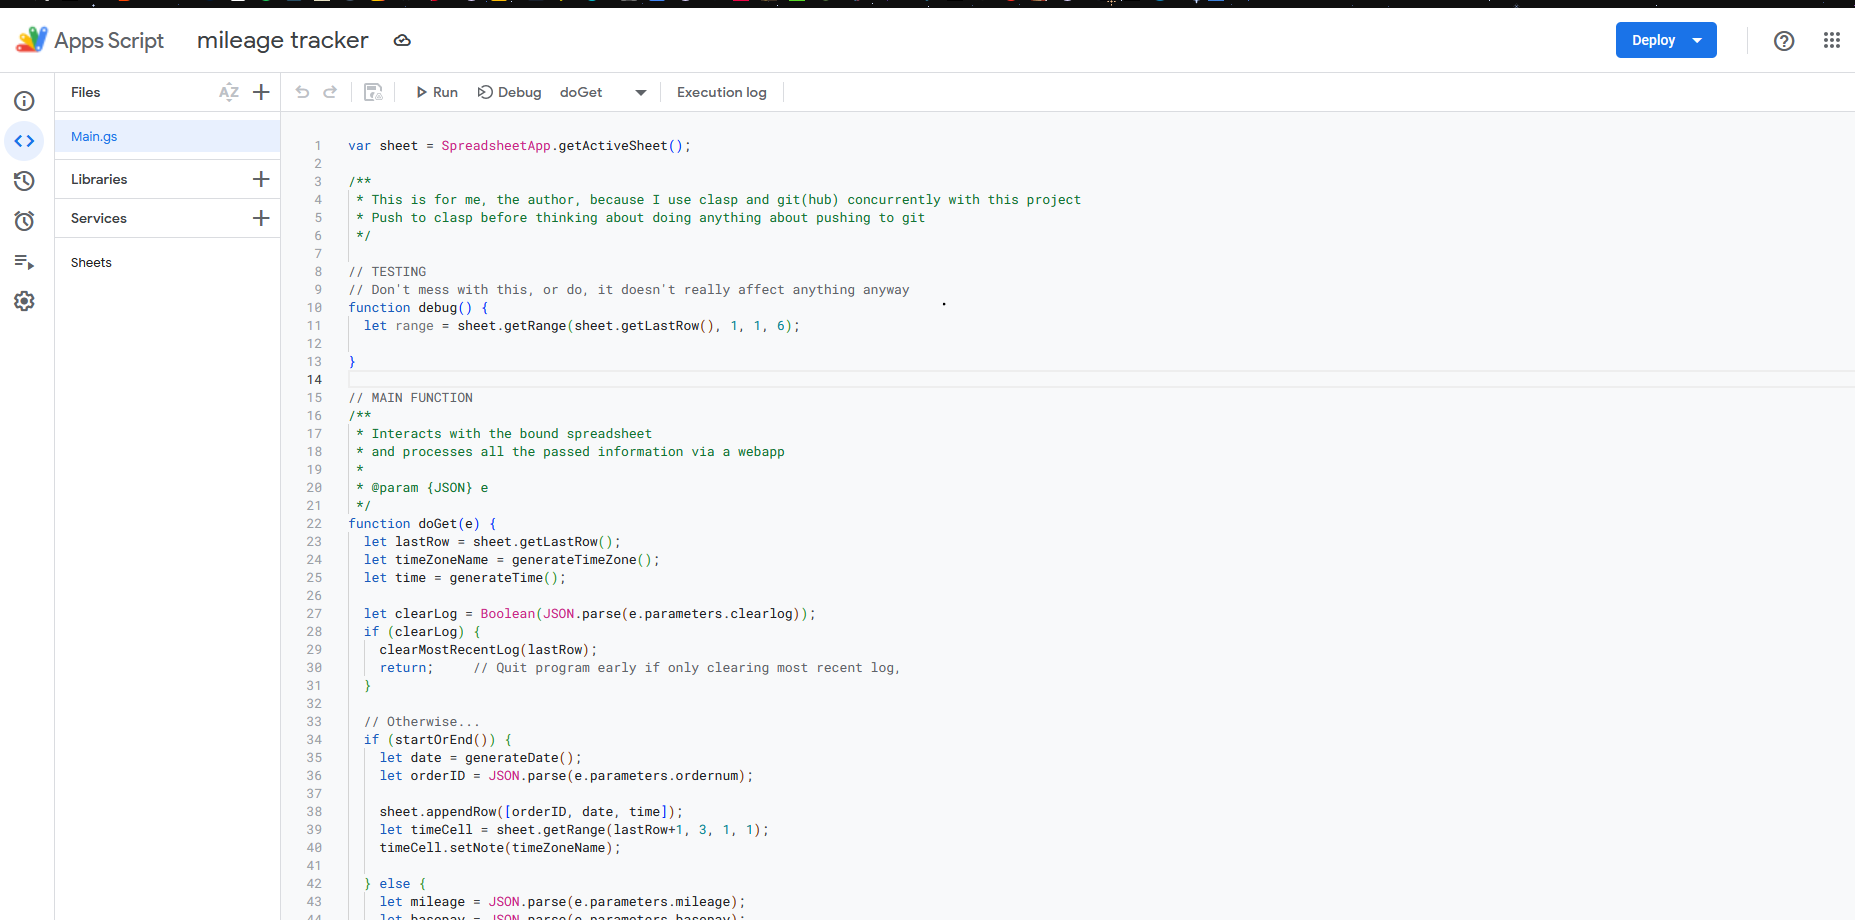 Apps Script mileage tracker Deploy
Files AZ
Run Debug doGet Execution log
Main.gs
Libraries
Services
Sheets
1 var sheet = SpreadsheetApp.getActiveSheet();
2
3 /**
4 * This is for me, the author, because I use clasp and git(hub) concurrently with this project
5 * Push to clasp before thinking about doing anything about pushing to git
6 */
7
8 // TESTING
9 // Don't mess with this, or do, it doesn't really affect anything anyway
10 function debug() {
11 let range = sheet.getRange(sheet.getLastRow(), 1, 1, 6);
12
13 }
14
15 // MAIN FUNCTION
16 /**
17 * Interacts with the bound spreadsheet
18 * and processes all the passed information via a webapp
19 *
20 * @param {JSON} e
21 */
22 function doGet(e) {
23 let lastRow = sheet.getLastRow();
24 let timeZoneName = generateTimeZone();
25 let time = generateTime();
26
27 let clearLog = Boolean(JSON.parse(e.parameters.clearlog));
28 if (clearLog) {
29 clearMostRecentLog(lastRow);
30 return; // Quit program early if only clearing most recent log,
31 }
32
33 // Otherwise...
34 if (startOrEnd()) {
35 let date = generateDate();
36 let orderID = JSON.parse(e.parameters.ordernum);
37
38 sheet.appendRow([orderID, date, time]);
39 let timeCell = sheet.getRange(lastRow+1, 3, 1, 1);
40 timeCell.setNote(timeZoneName);
41
42 } else {
43 let mileage = JSON.parse(e.parameters.mileage);
44 let basepay = JSON.parse(e.parameters.basepay);